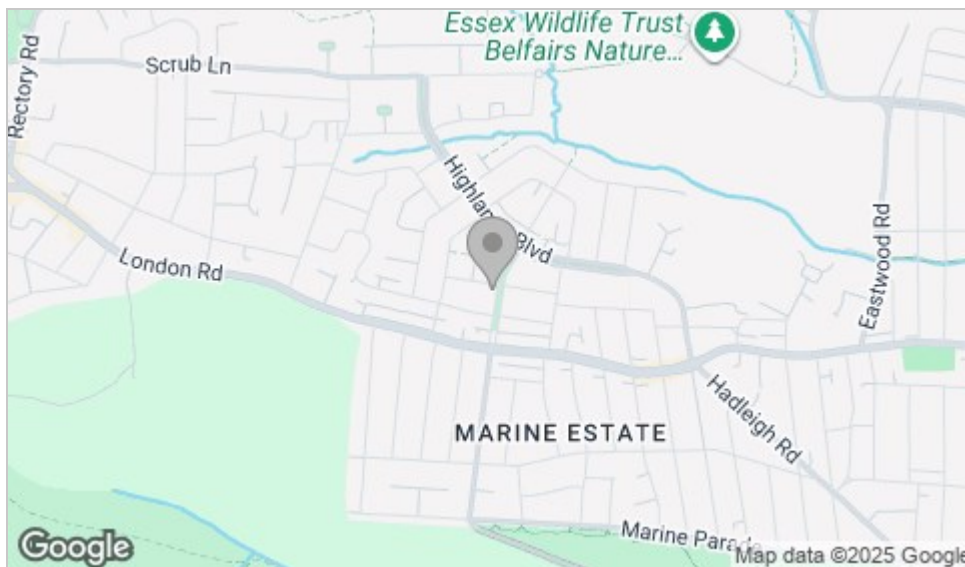 Essex Wildlife Trust
Belfairs Nature...
Scrub Ln
Rectory Rd
Blvd
London Rd
Eastwood Rd
Hadleigh Rd
MARINE ESTATE
Marine Parade
Google
Map data ©2025 Google